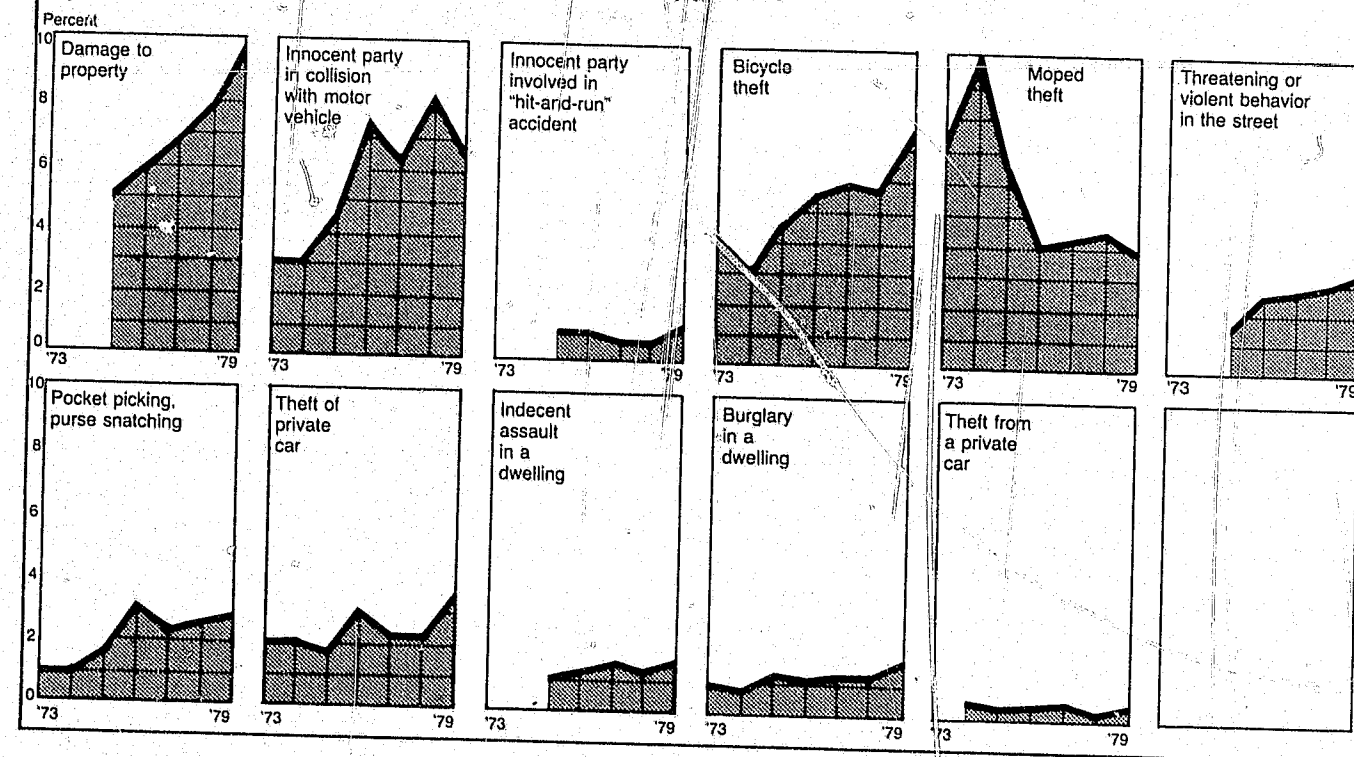 Percent
10
8
6
4
2
0
Damage to
property
'73
'79
Innocent party
in collision
with motor
vehicle
'73
'79
Innocent party
involved in
"hit-and-run"
accident
'73
'79
Bicycle
theft
'73
'79
Moped
theft
'73
'79
Threatening or
violent behavior
in the street
'73
'79
10
8
6
4
2
0
Pocket picking,
purse snatching
'73
'79
Theft of
private
car
'73
'79
Indecent
assault
in a
dwelling
'73
'79
Burglary
in a
dwelling
'73
'79
Theft from
a private
car
'73
'79